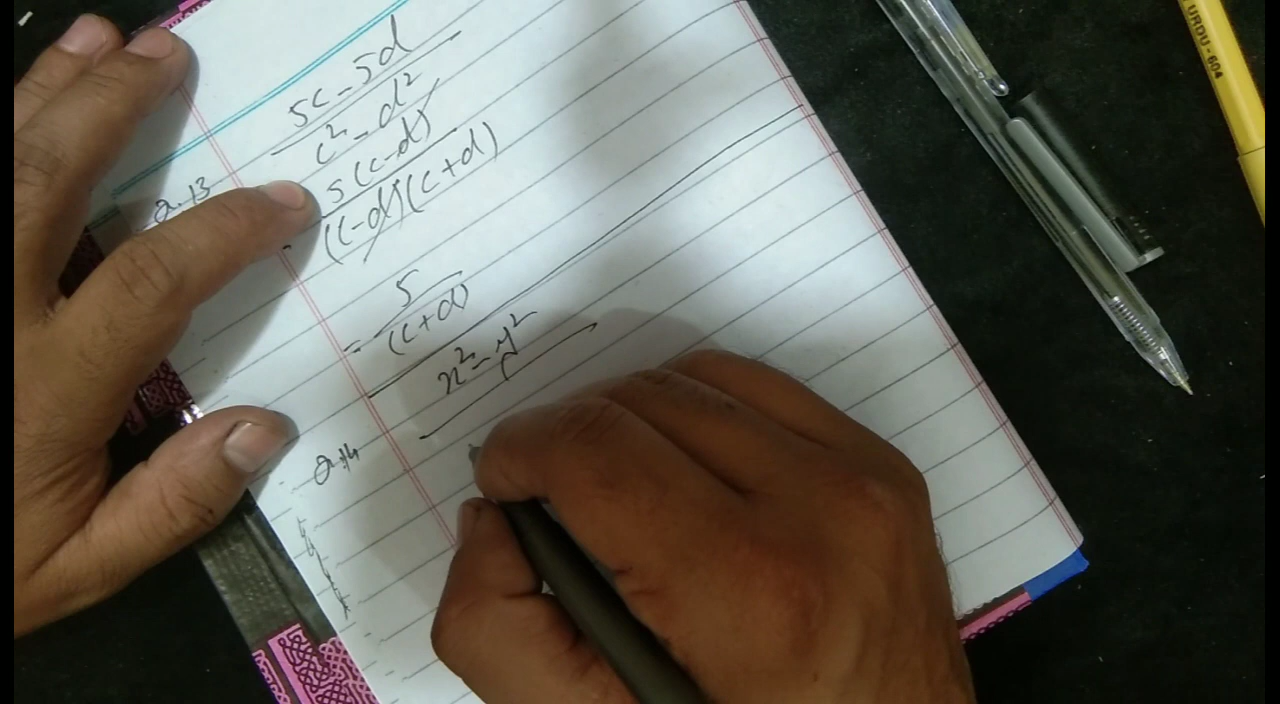 5c - 5d
c² - d²
Q.13
5(c-d)
(c-d)(c+d)
= 5
(c+d)
x² - y²
Q.14
URDU-604